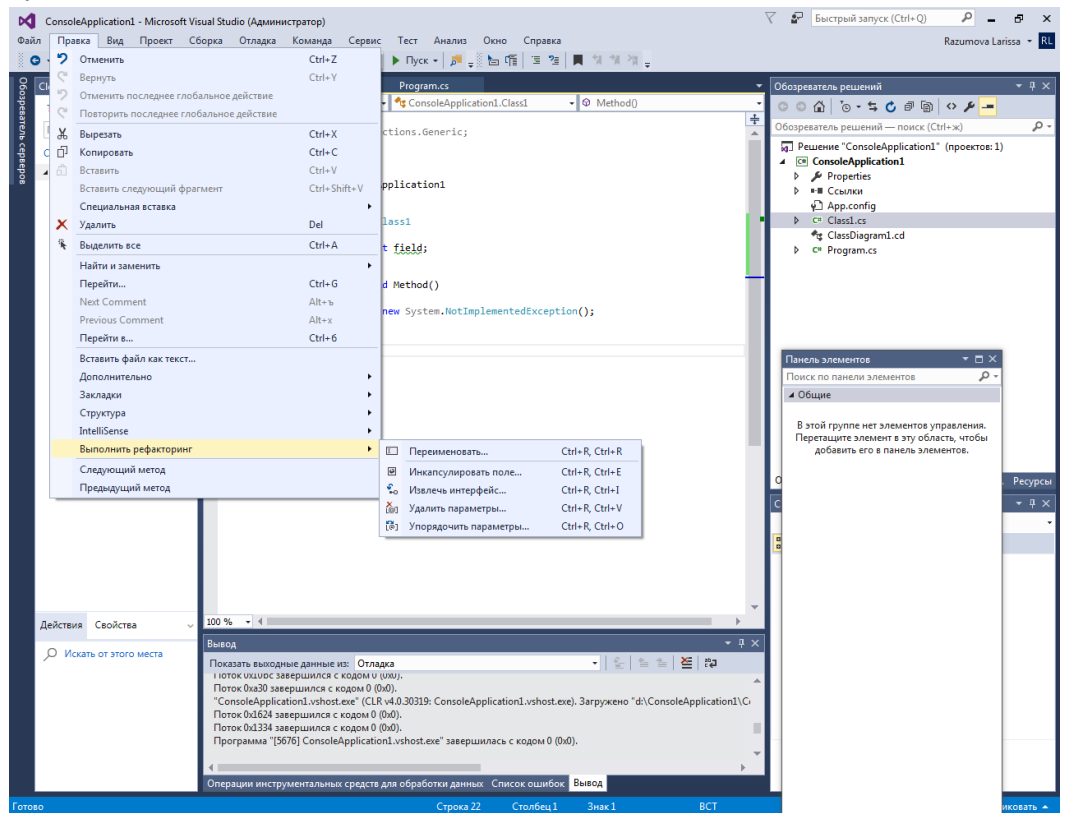 ConsoleApplication1 - Microsoft Visual Studio (Администратор)
Быстрый запуск (Ctrl+Q)
Файл Правка Вид Проект Сборка Отладка Команда Сервис Тест Анализ Окно Справка
Razumova Larissa RL
Пуск
Обозреватель серверов
Отменить Ctrl+Z
Вернуть Ctrl+Y
Отменить последнее глобальное действие
Повторить последнее глобальное действие
Вырезать Ctrl+X
Копировать Ctrl+C
Вставить Ctrl+V
Вставить следующий фрагмент Ctrl+Shift+V
Специальная вставка
Удалить Del
Выделить все Ctrl+A
Найти и заменить
Перейти... Ctrl+G
Next Comment Alt+ъ
Previous Comment Alt+х
Перейти в... Ctrl+б
Вставить файл как текст...
Дополнительно
Закладки
Структура
IntelliSense
Выполнить рефакторинг
Следующий метод
Предыдущий метод
Переименовать... Ctrl+R, Ctrl+R
Инкапсулировать поле... Ctrl+R, Ctrl+E
Извлечь интерфейс... Ctrl+R, Ctrl+I
Удалить параметры... Ctrl+R, Ctrl+V
Упорядочить параметры... Ctrl+R, Ctrl+O
Program.cs
ConsoleApplication1.Class1 Method()
ctions.Generic;
pplication1
lass1
t field;
d Method()
new System.NotImplementedException();
100 %
Обозреватель решений
Обозреватель решений — поиск (Ctrl+ж)
Решение "ConsoleApplication1" (проектов: 1)
ConsoleApplication1
Properties
Ссылки
App.config
Class1.cs
ClassDiagram1.cd
Program.cs
Панель элементов
Поиск по панели элементов
Общие
В этой группе нет элементов управления.
Перетащите элемент в эту область, чтобы
добавить его в панель элементов.
Ресурсы
Действия Свойства
Искать от этого места
Вывод
Показать выходные данные из: Отладка
Поток 0x10bc завершился с кодом 0 (0x0).
Поток 0xa30 завершился с кодом 0 (0x0).
"ConsoleApplication1.vshost.exe" (CLR v4.0.30319: ConsoleApplication1.vshost.exe). Загружено "d:\ConsoleApplication1\C
Поток 0x1624 завершился с кодом 0 (0x0).
Поток 0x1334 завершился с кодом 0 (0x0).
Программа "[5676] ConsoleApplication1.vshost.exe" завершилась с кодом 0 (0x0).
Операции инструментальных средств для обработки данных Список ошибок Вывод
Готово Строка 22 Столбец 1 Знак 1 ВСТ